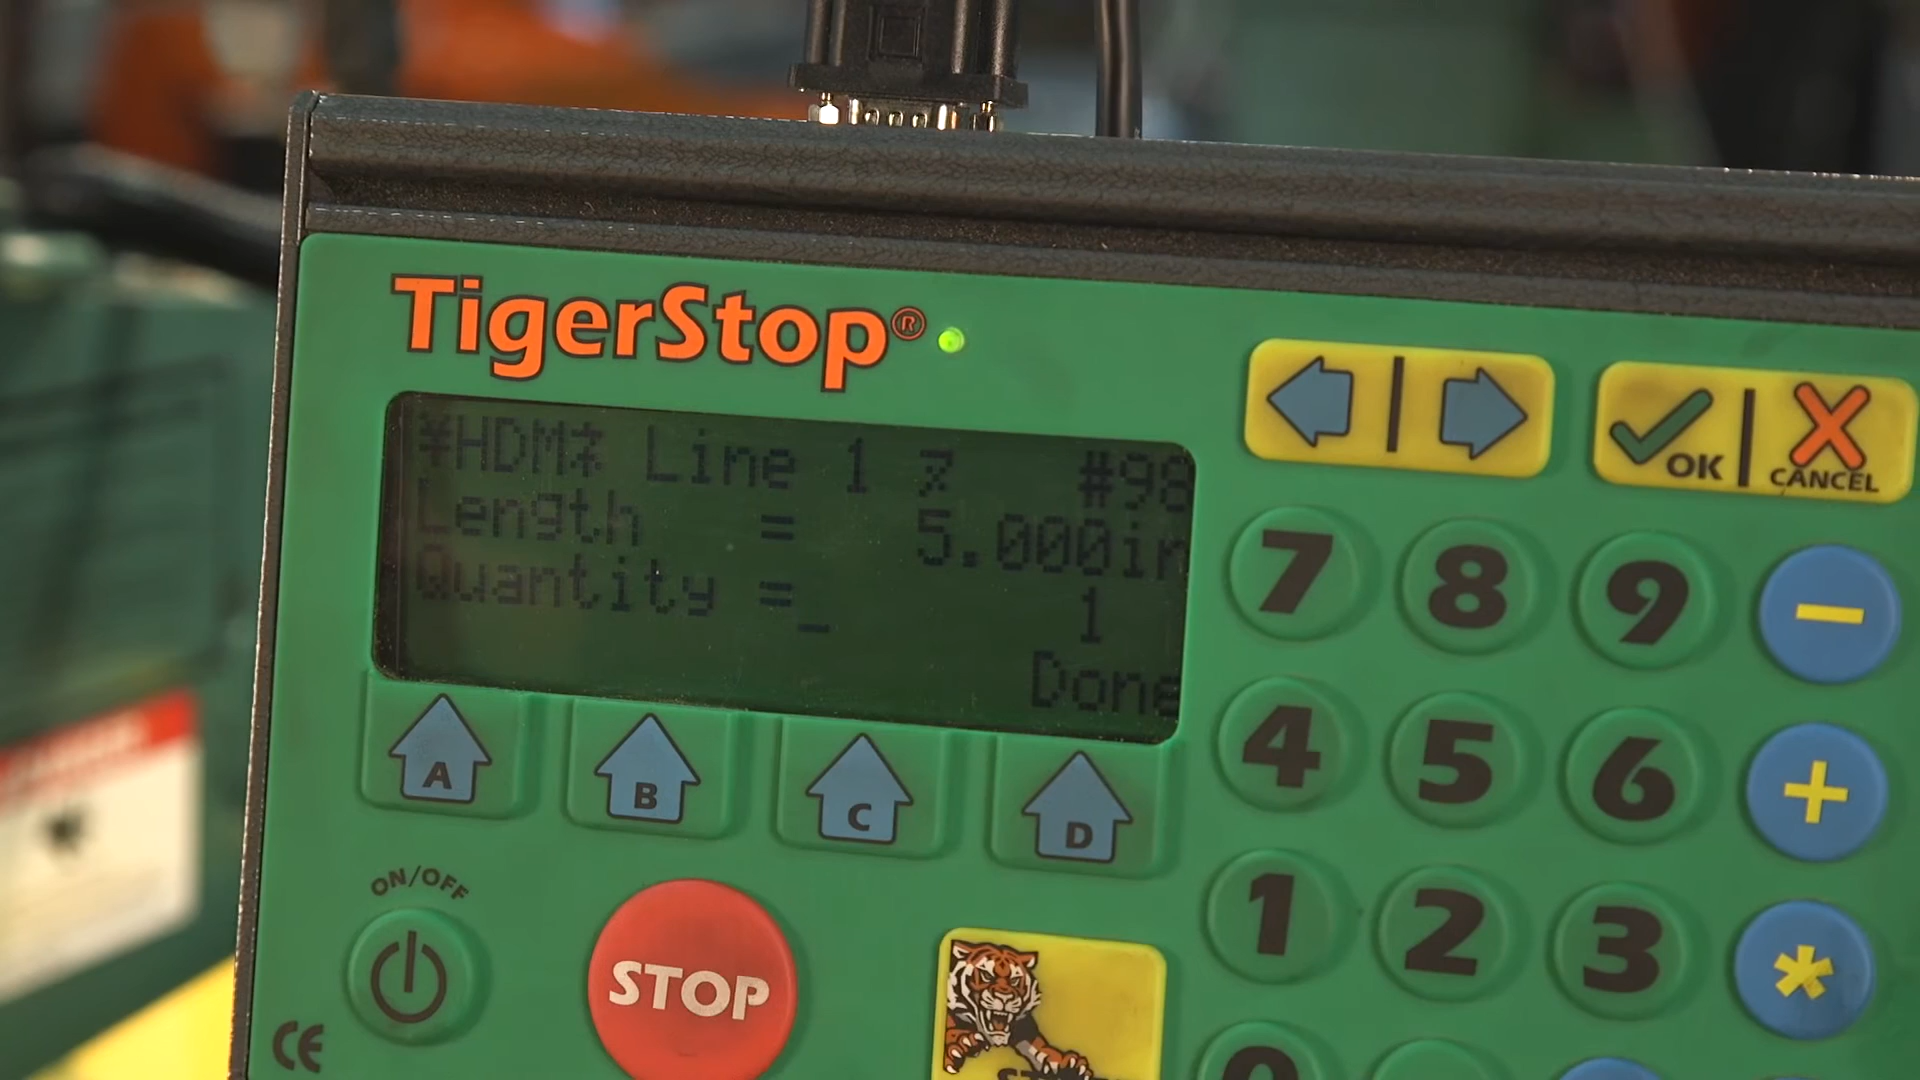 TigerStop®
*HDM* Line 1 #98
Length = 5.000in
Quantity = _ 1
Done
A B C D
OK CANCEL
7 8 9 −
4 5 6 +
1 2 3 *
0
ON/OFF
STOP
CE